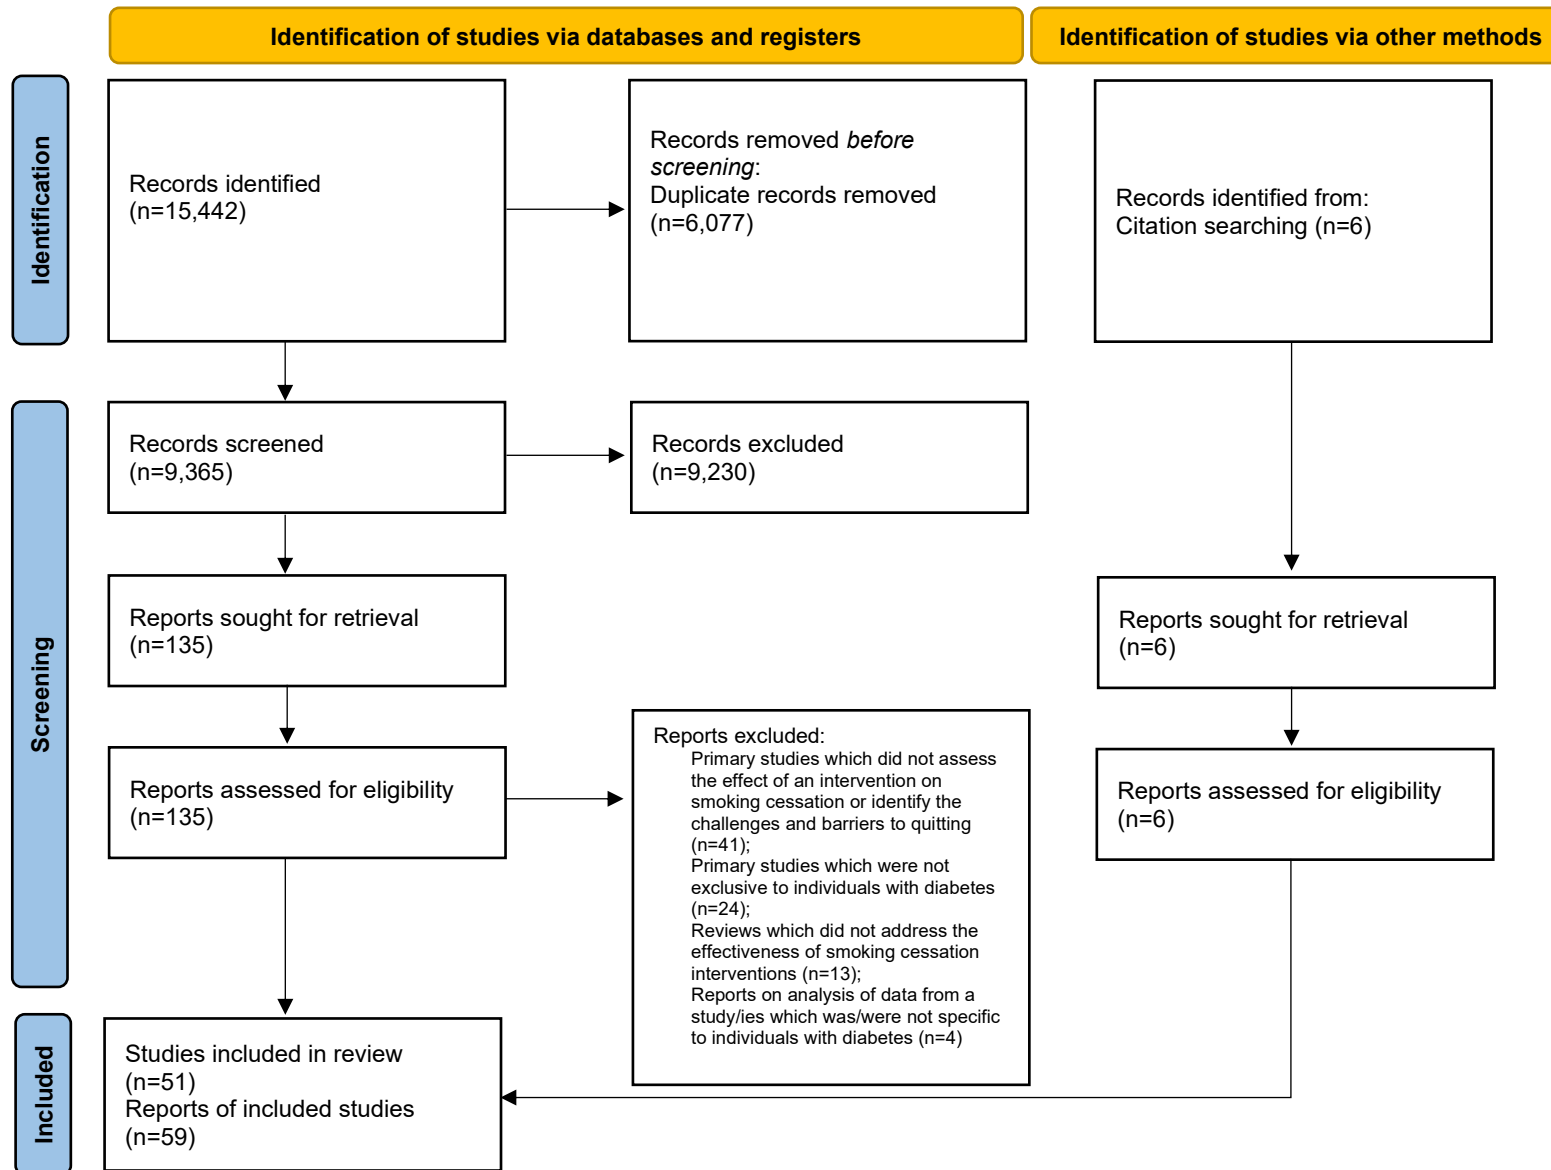 Identification of studies via databases and registers
Identification of studies via other methods
Identification
Records identified
(n=15,442)
Records removed before
screening:
Duplicate records removed
(n=6,077)
Records identified from:
Citation searching (n=6)
Screening
Records screened
(n=9,365)
Records excluded
(n=9,230)
Reports sought for retrieval
(n=135)
Reports sought for retrieval
(n=6)
Reports assessed for eligibility
(n=135)
Reports excluded:
Primary studies which did not assess
the effect of an intervention on
smoking cessation or identify the
challenges and barriers to quitting
(n=41);
Primary studies which were not
exclusive to individuals with diabetes
(n=24);
Reviews which did not address the
effectiveness of smoking cessation
interventions (n=13);
Reports on analysis of data from a
study/ies which was/were not specific
to individuals with diabetes (n=4)
Reports assessed for eligibility
(n=6)
Included
Studies included in review
(n=51)
Reports of included studies
(n=59)